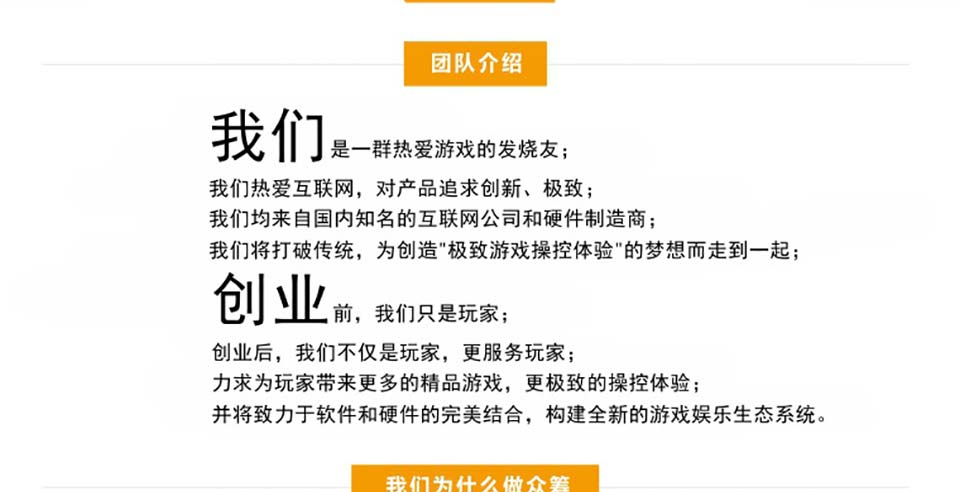 团队介绍
我们是一群热爱游戏的发烧友；
我们热爱互联网，对产品追求创新、极致；
我们均来自国内知名的互联网公司和硬件制造商；
我们将打破传统，为创造"极致游戏操控体验"的梦想而走到一起；
创业前，我们只是玩家；
创业后，我们不仅是玩家，更服务玩家；
力求为玩家带来更多的精品游戏，更极致的操控体验；
并将致力于软件和硬件的完美结合，构建全新的游戏娱乐生态系统。
我们为什么做众筹